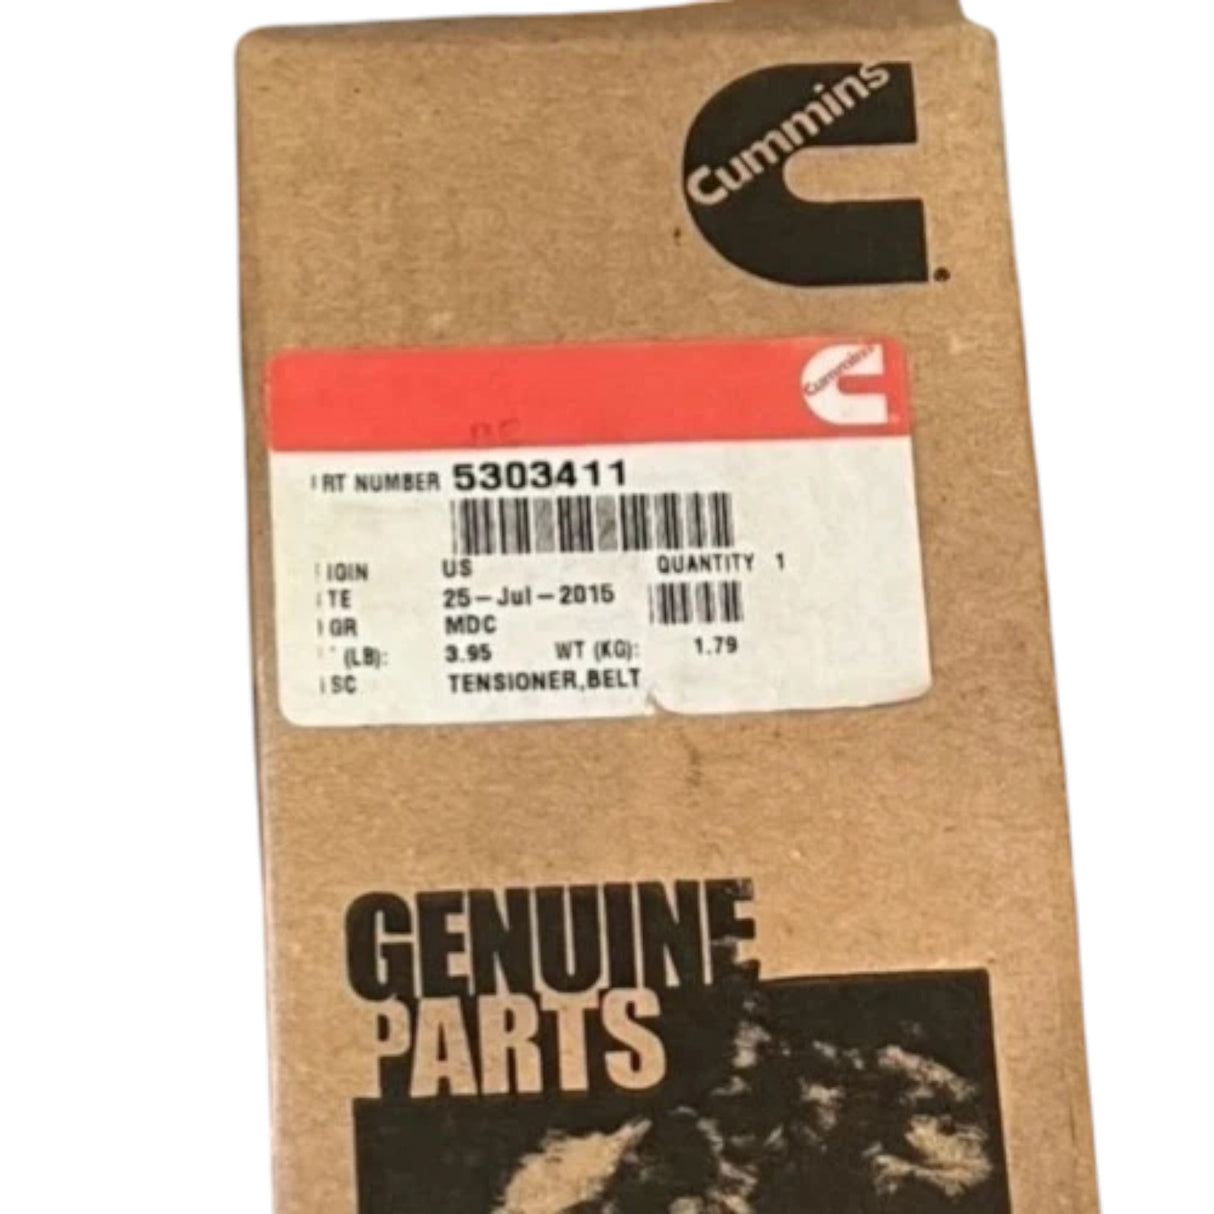 Cummins
Cummins
RT NUMBER 5303411
IGIN US QUANTITY 1
TE 25-Jul-2015
GR MDC
(LB): 3.95 WT (KG): 1.79
SC TENSIONER,BELT
GENUINE
PARTS